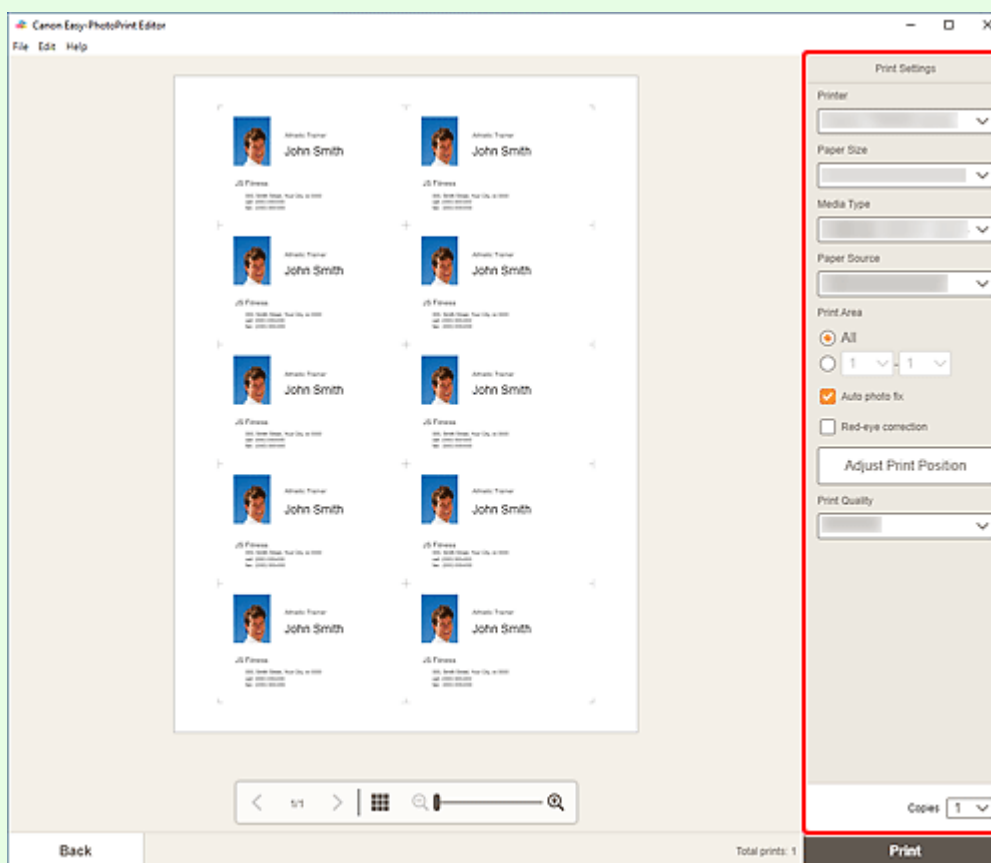 Canon Easy-PhotoPrint Editor
File Edit Help
Print Settings
Printer
Paper Size
Media Type
Paper Source
Print Area
All
1 - 1
Auto photo fix
Red-eye correction
Adjust Print Position
Print Quality
Copies 1
Athletic Trainer Athletic Trainer
John Smith John Smith
JS Fitness JS Fitness
Athletic Trainer Athletic Trainer
John Smith John Smith
JS Fitness JS Fitness
Athletic Trainer Athletic Trainer
John Smith John Smith
JS Fitness JS Fitness
Athletic Trainer Athletic Trainer
John Smith John Smith
JS Fitness JS Fitness
Athletic Trainer Athletic Trainer
John Smith John Smith
JS Fitness JS Fitness
1/1
Back
Total prints: 1
Print